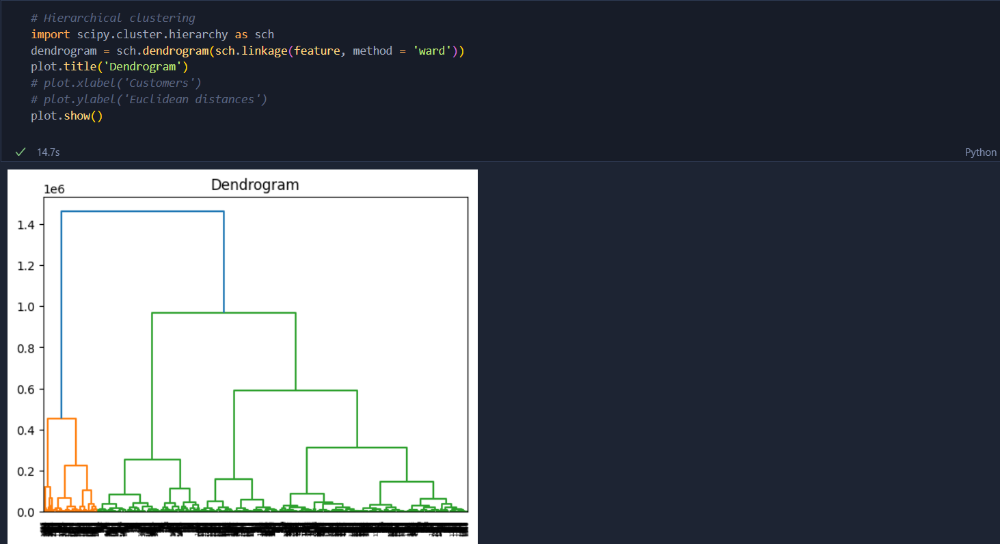 # Hierarchical clustering
import scipy.cluster.hierarchy as sch
dendrogram = sch.dendrogram(sch.linkage(feature, method = 'ward'))
plot.title('Dendrogram')
# plot.xlabel('Customers')
# plot.ylabel('Euclidean distances')
plot.show()
14.7s
Python
Dendrogram
1e6
1.4
1.2
1.0
0.8
0.6
0.4
0.2
0.0